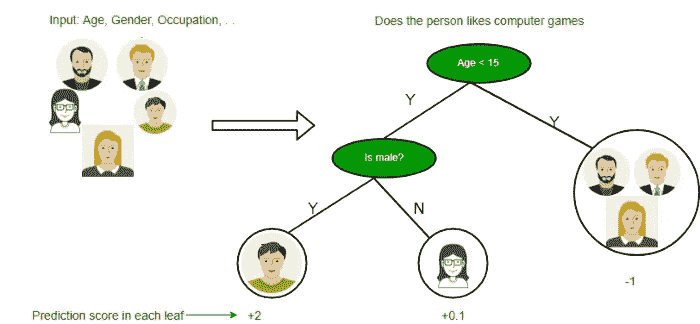 Input: Age, Gender, Occupation, . .
Does the person likes computer games
Age < 15
Y
Y
Is male?
Y
N
-1
Prediction score in each leaf
+2
+0.1